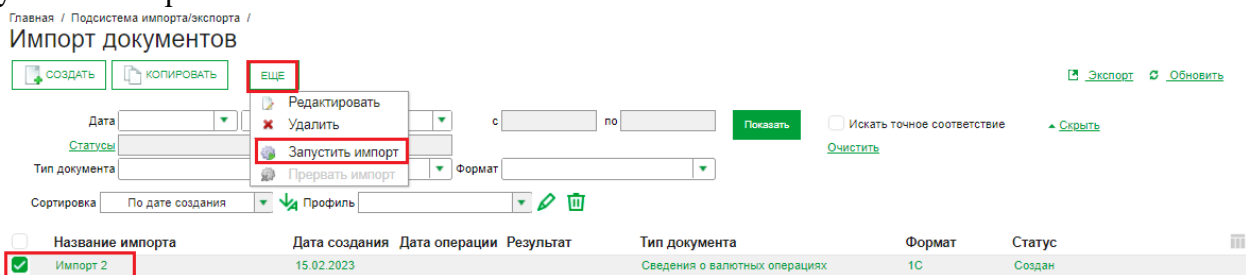 Главная / Подсистема импорта/экспорта /
Импорт документов
СОЗДАТЬ КОПИРОВАТЬ ЕЩЕ Экспорт Обновить
Редактировать
Дата с по Показать Искать точное соответствие Скрыть
Удалить
Статусы Запустить импорт Очистить
Тип документа Прервать импорт Формат
Сортировка По дате создания Профиль
Название импорта Дата создания Дата операции Результат Тип документа Формат Статус
Импорт 2 15.02.2023 Сведения о валютных операциях 1С Создан